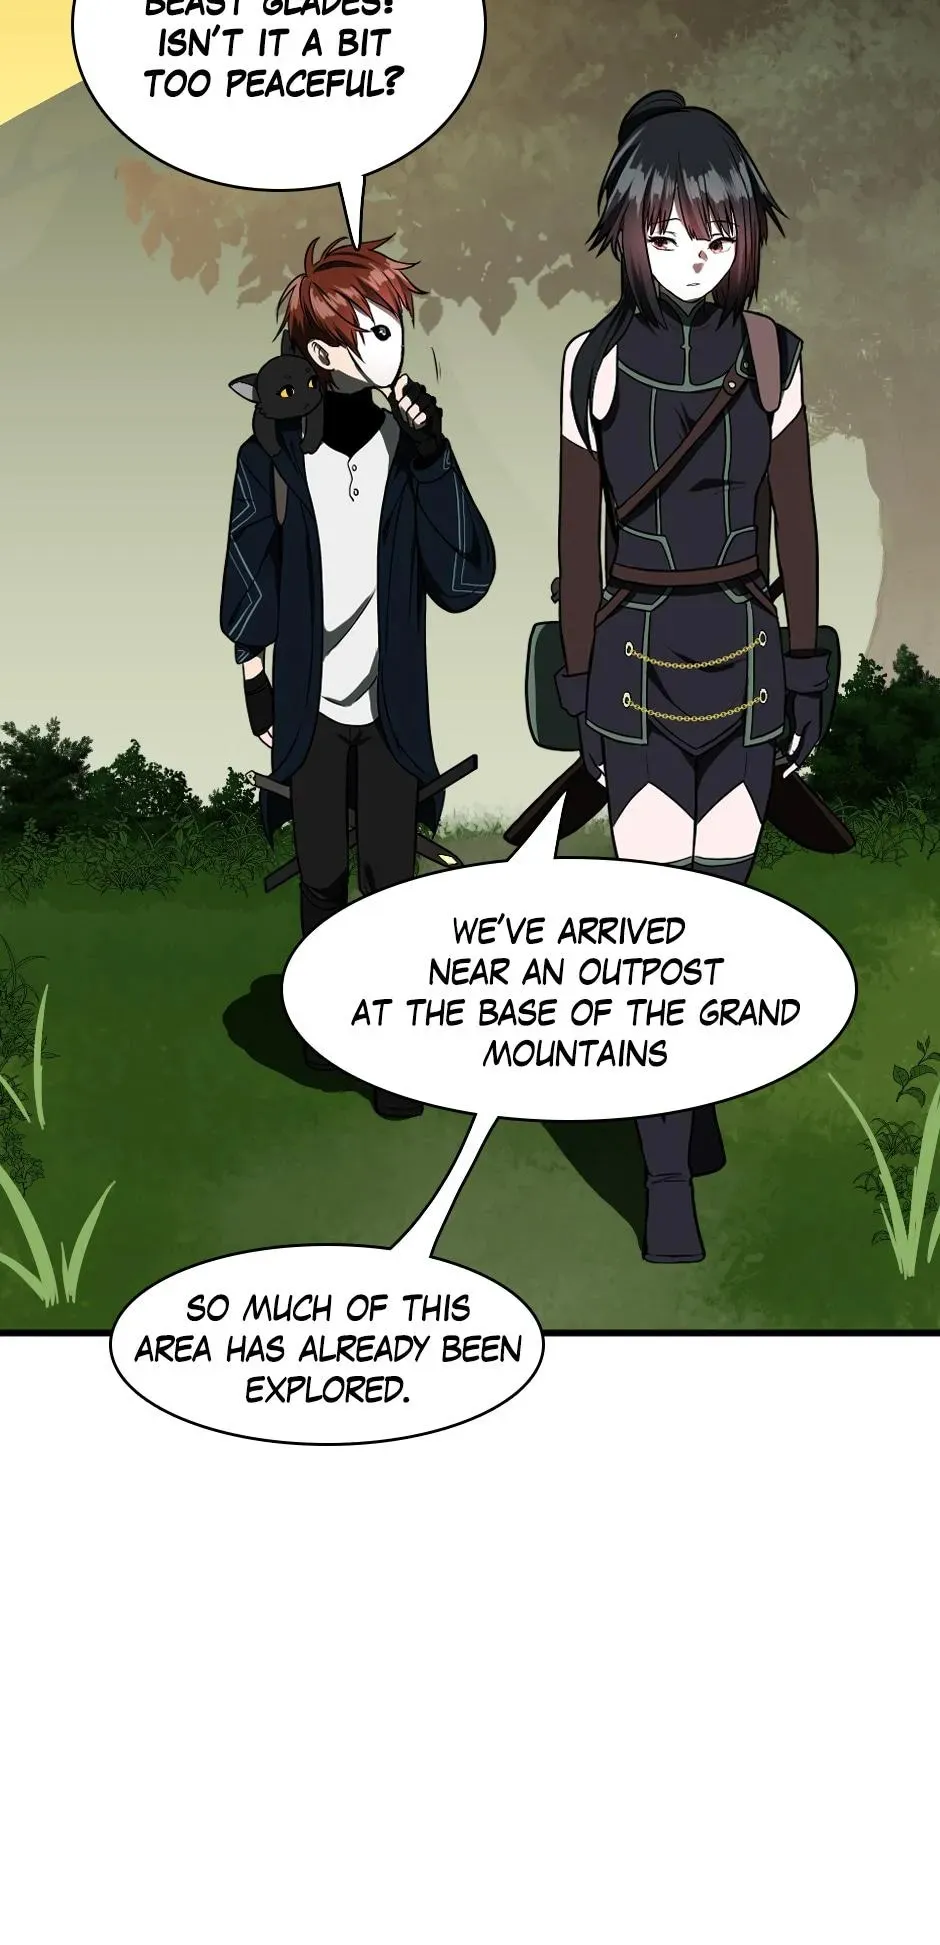 BEAST GLADES?
ISN'T IT A BIT
TOO PEACEFUL?
WE'VE ARRIVED
NEAR AN OUTPOST
AT THE BASE OF THE GRAND
MOUNTAINS
SO MUCH OF THIS
AREA HAS ALREADY BEEN
EXPLORED.